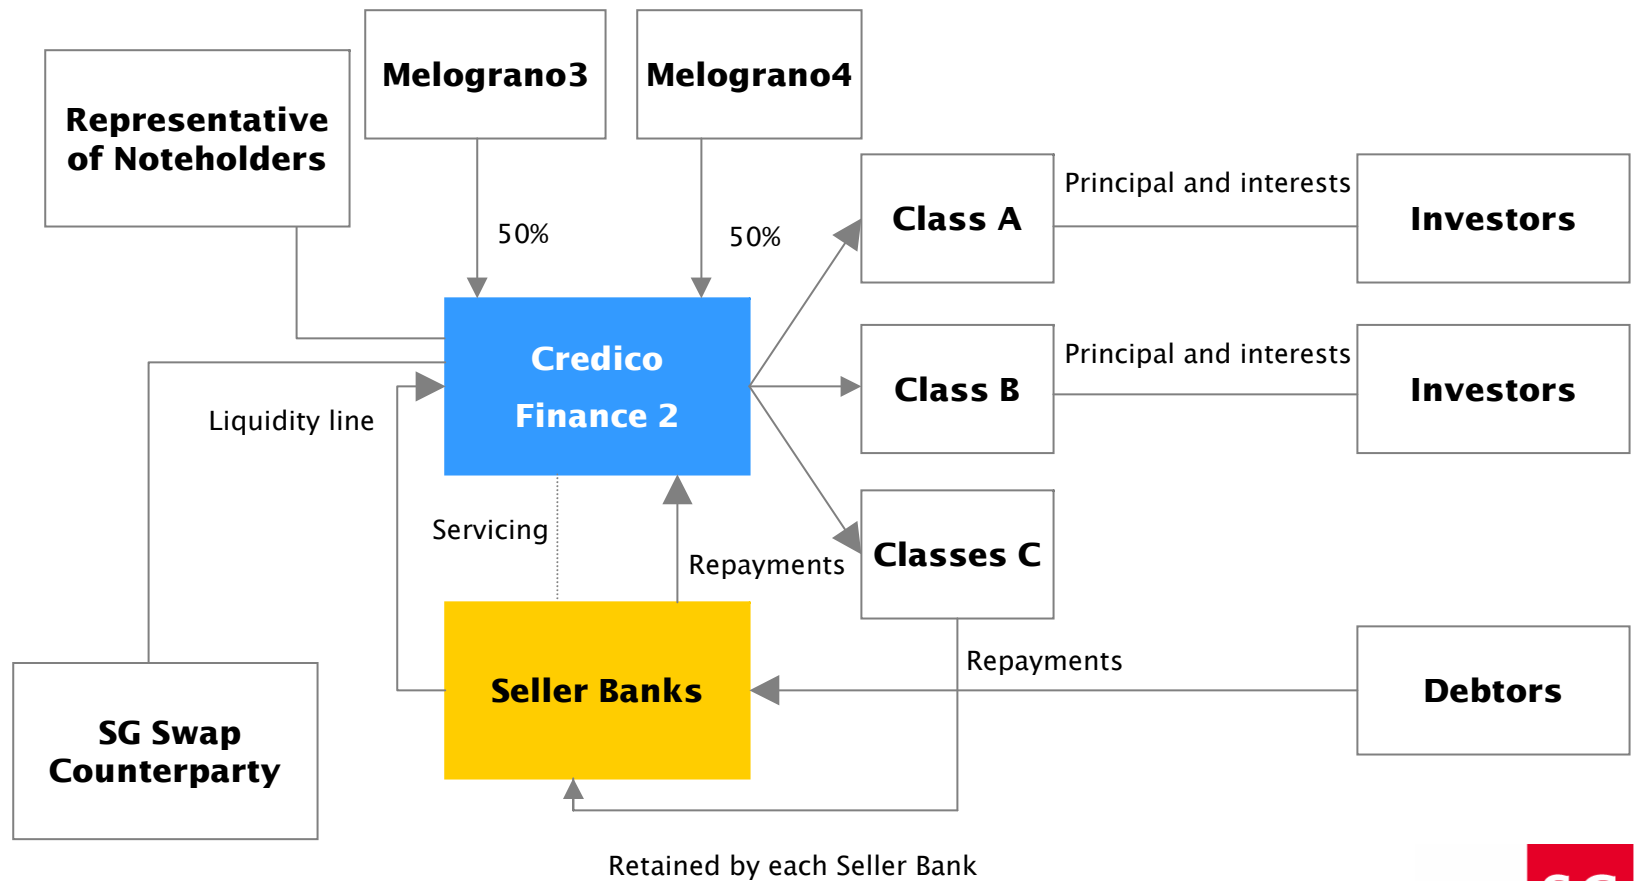 Melograno3
Melograno4
Representative
of Noteholders
Principal and interests
Class A
Investors
50%
50%
Credico
Finance 2
Principal and interests
Class B
Investors
Liquidity line
Servicing
Repayments
Classes C
Repayments
Seller Banks
Debtors
SG Swap
Counterparty
Retained by each Seller Bank
SG